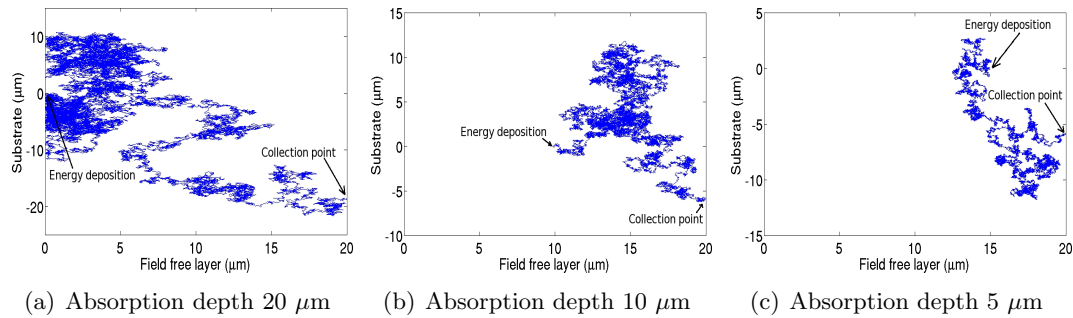 10
0
-10
-20
Substrate (μm)
Energy deposition
Collection point
0
5
10
15
20
Field free layer (μm)
(a) Absorption depth 20 μm
10
5
0
-5
-10
Substrate (μm)
Energy deposition
Collection point
0
5
10
15
20
Field free layer (μm)
(b) Absorption depth 10 μm
5
0
-5
-10
-15
Substrate (μm)
Energy deposition
Collection point
0
5
10
15
20
Field free layer (μm)
(c) Absorption depth 5 μm